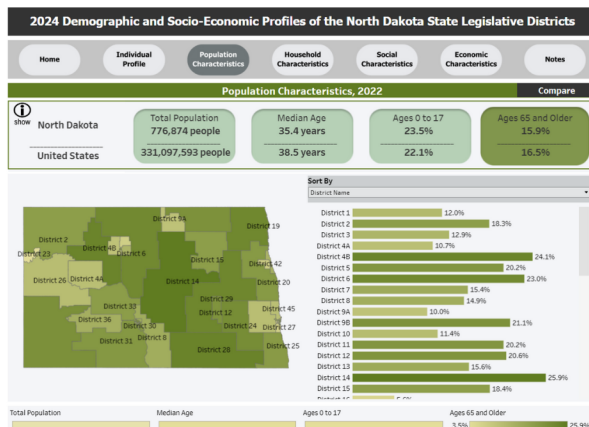 2024 Demographic and Socio-Economic Profiles of the North Dakota State Legislative Districts
Home
Individual Profile
Population Characteristics
Household Characteristics
Social Characteristics
Economic Characteristics
Notes
Population Characteristics, 2022
Compare
i
show
North Dakota
United States
Total Population
776,874 people
331,097,593 people
Median Age
35.4 years
38.5 years
Ages 0 to 17
23.5%
22.1%
Ages 65 and Older
15.9%
16.5%
Sort By
District Name
District 9A
District 19
District 2
District 4B
District 6
District 23
District 16
District 42
District 26
District 4A
District 14
District 20
District 29
District 33
District 12
District 45
District 36
District 30
District 24
District 27
District 31
District 8
District 28
District 25
District 1 12.0%
District 2 18.3%
District 3 12.9%
District 4A 10.7%
District 4B 24.1%
District 5 20.2%
District 6 23.0%
District 7 15.4%
District 8 14.9%
District 9A 10.0%
District 9B 21.1%
District 10 11.4%
District 11 20.2%
District 12 20.6%
District 13 15.6%
District 14 25.9%
District 15 18.4%
Total Population
Median Age
Ages 0 to 17
Ages 65 and Older
3.5% 25.9%